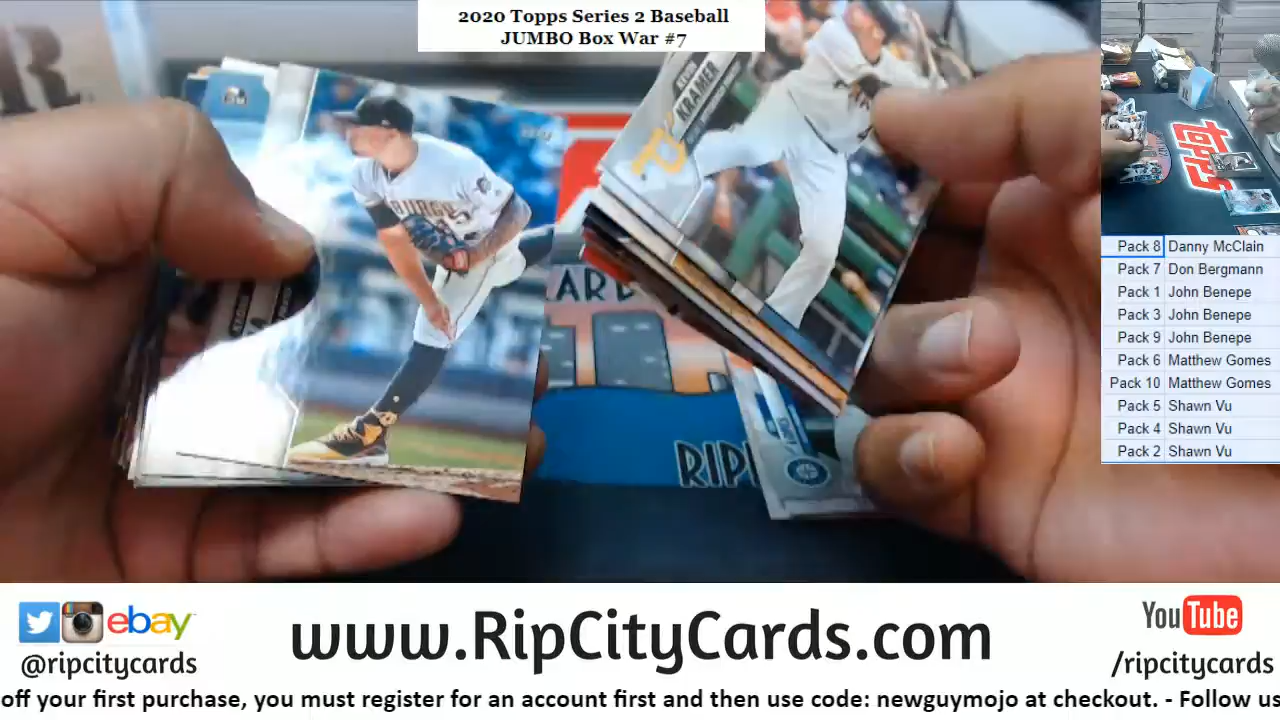 2020 Topps Series 2 Baseball
JUMBO Box War #7
KRAMER
P
BURGH
CARD
RIP
topps
Pack 8 Danny McClain
Pack 7 Don Bergmann
Pack 1 John Benepe
Pack 3 John Benepe
Pack 9 John Benepe
Pack 6 Matthew Gomes
Pack 10 Matthew Gomes
Pack 5 Shawn Vu
Pack 4 Shawn Vu
Pack 2 Shawn Vu
ebay
@ripcitycards
www.RipCityCards.com
YouTube
/ripcitycards
off your first purchase, you must register for an account first and then use code: newguymojo at checkout. - Follow us